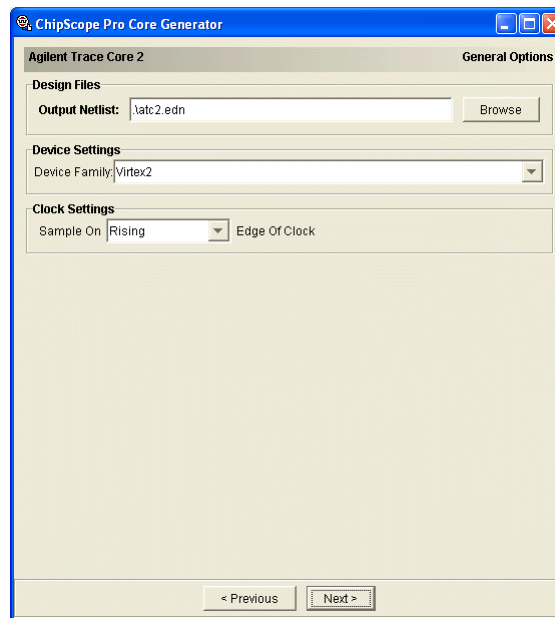 ChipScope Pro Core Generator
Agilent Trace Core 2 General Options
Design Files
Output Netlist: .\atc2.edn Browse
Device Settings
Device Family: Virtex2
Clock Settings
Sample On Rising Edge Of Clock
< Previous Next >